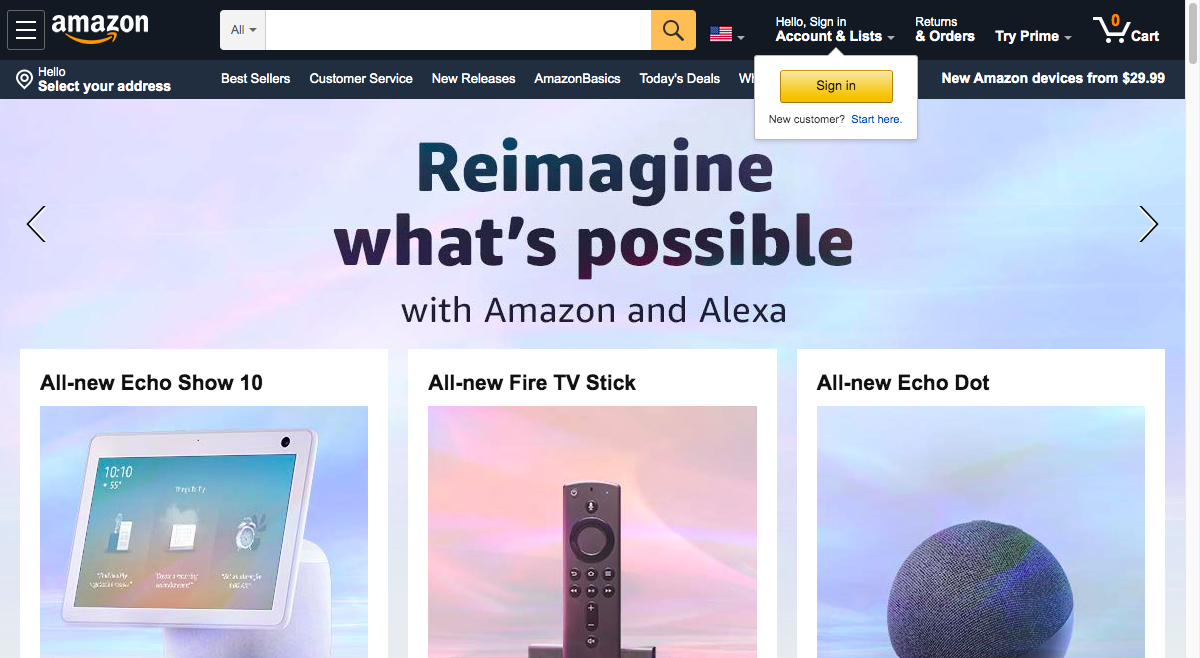 amazon
All
Hello, Sign in
Account & Lists
Returns
& Orders
Try Prime
0
Cart
Hello
Select your address
Best Sellers
Customer Service
New Releases
AmazonBasics
Today's Deals
New Amazon devices from $29.99
Sign in
New customer? Start here.
Reimagine
what's possible
with Amazon and Alexa
All-new Echo Show 10
All-new Fire TV Stick
All-new Echo Dot
10:10
55°
Things to Try